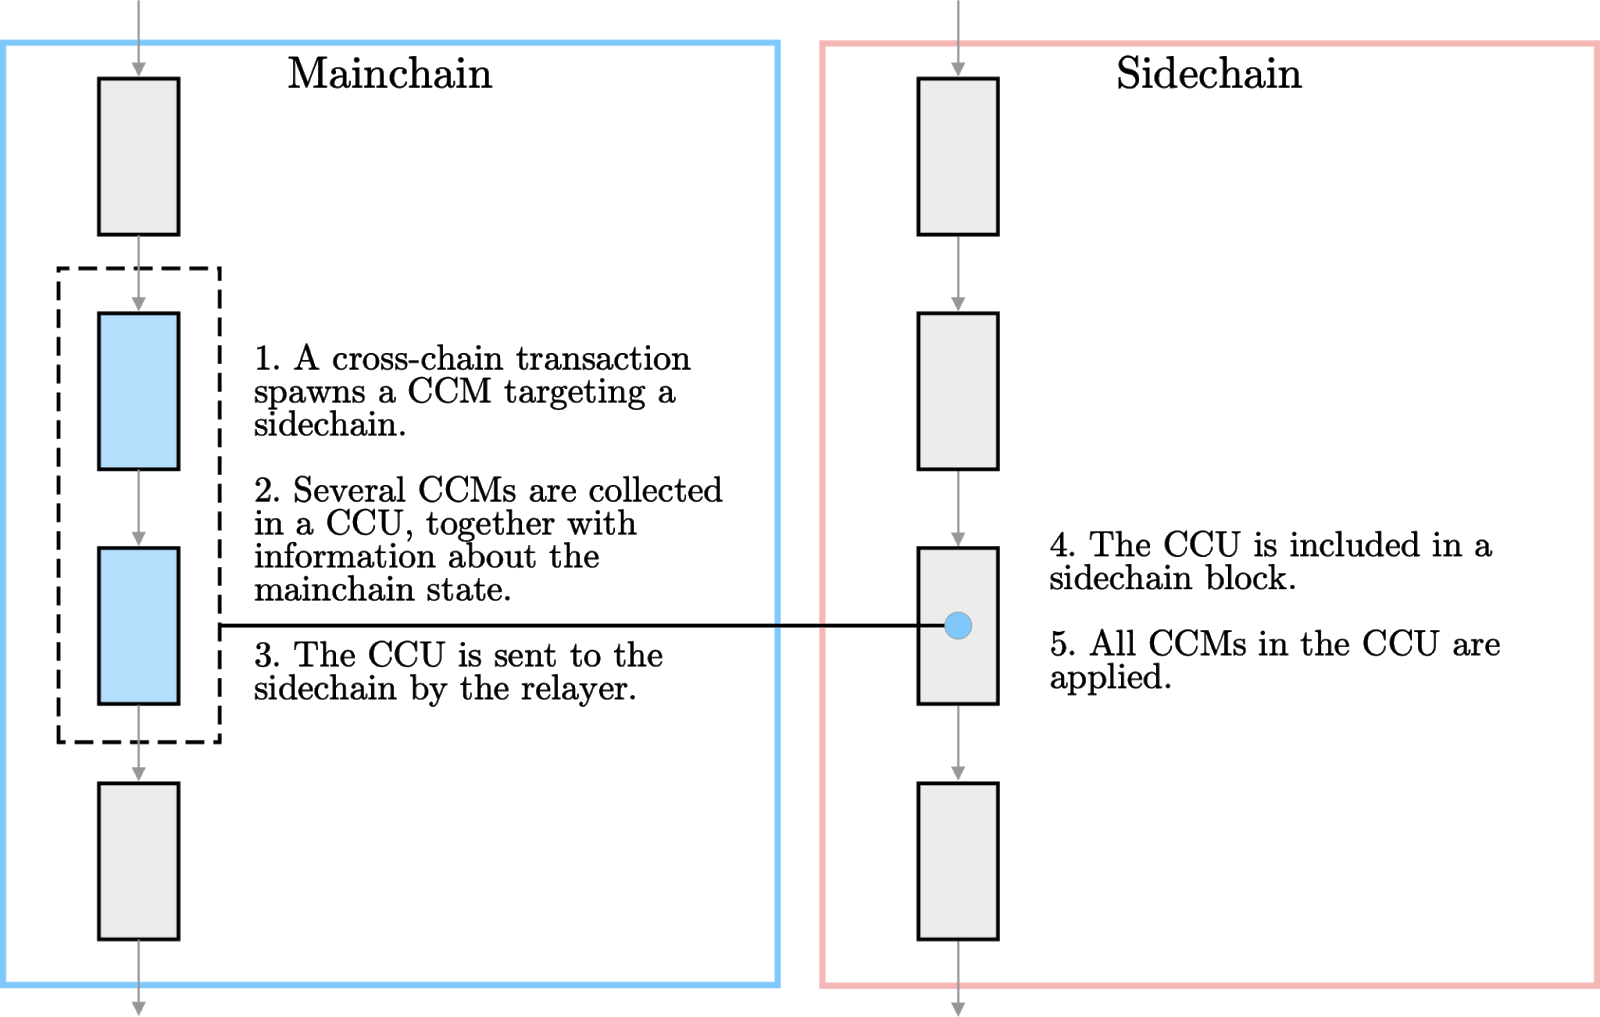 Mainchain
1. A cross-chain transaction
spawns a CCM targeting a
sidechain.
2. Several CCMs are collected
in a CCU, together with
information about the
mainchain state.
3. The CCU is sent to the
sidechain by the relayer.
Sidechain
4. The CCU is included in a
sidechain block.
5. All CCMs in the CCU are
applied.